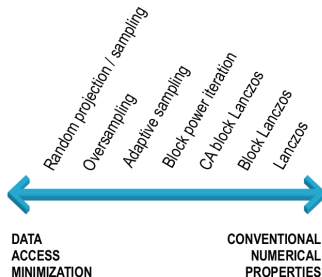 Random projection / sampling
Oversampling
Adaptive sampling
Block power iteration
CA block Lanczos
Block Lanczos
Lanczos
DATA
ACCESS
MINIMIZATION
CONVENTIONAL
NUMERICAL
PROPERTIES